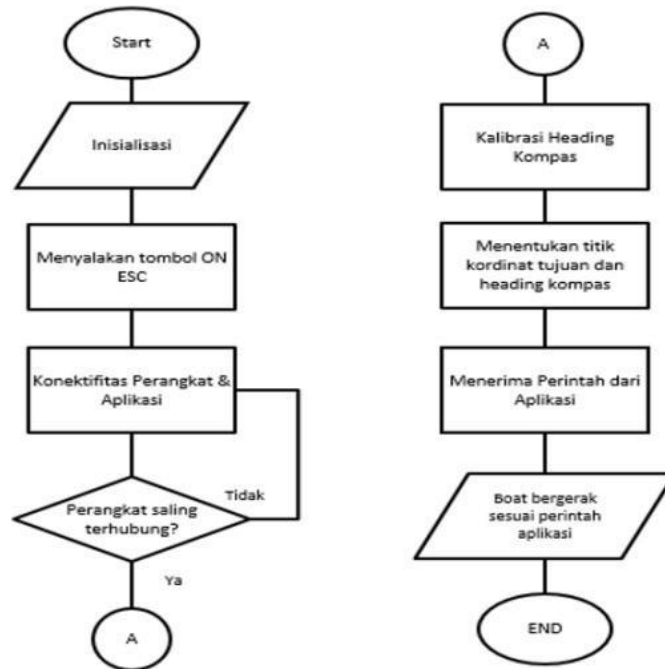 Start
Inisialisasi
Menyalakan tombol ON
ESC
Konektifitas Perangkat &
Aplikasi
Tidak
Perangkat saling
terhubung?
Ya
A
A
Kalibrasi Heading
Kompas
Menentukan titik
kordinat tujuan dan
heading kompas
Menerima Perintah dari
Aplikasi
Boat bergerak
sesuai perintah
aplikasi
END